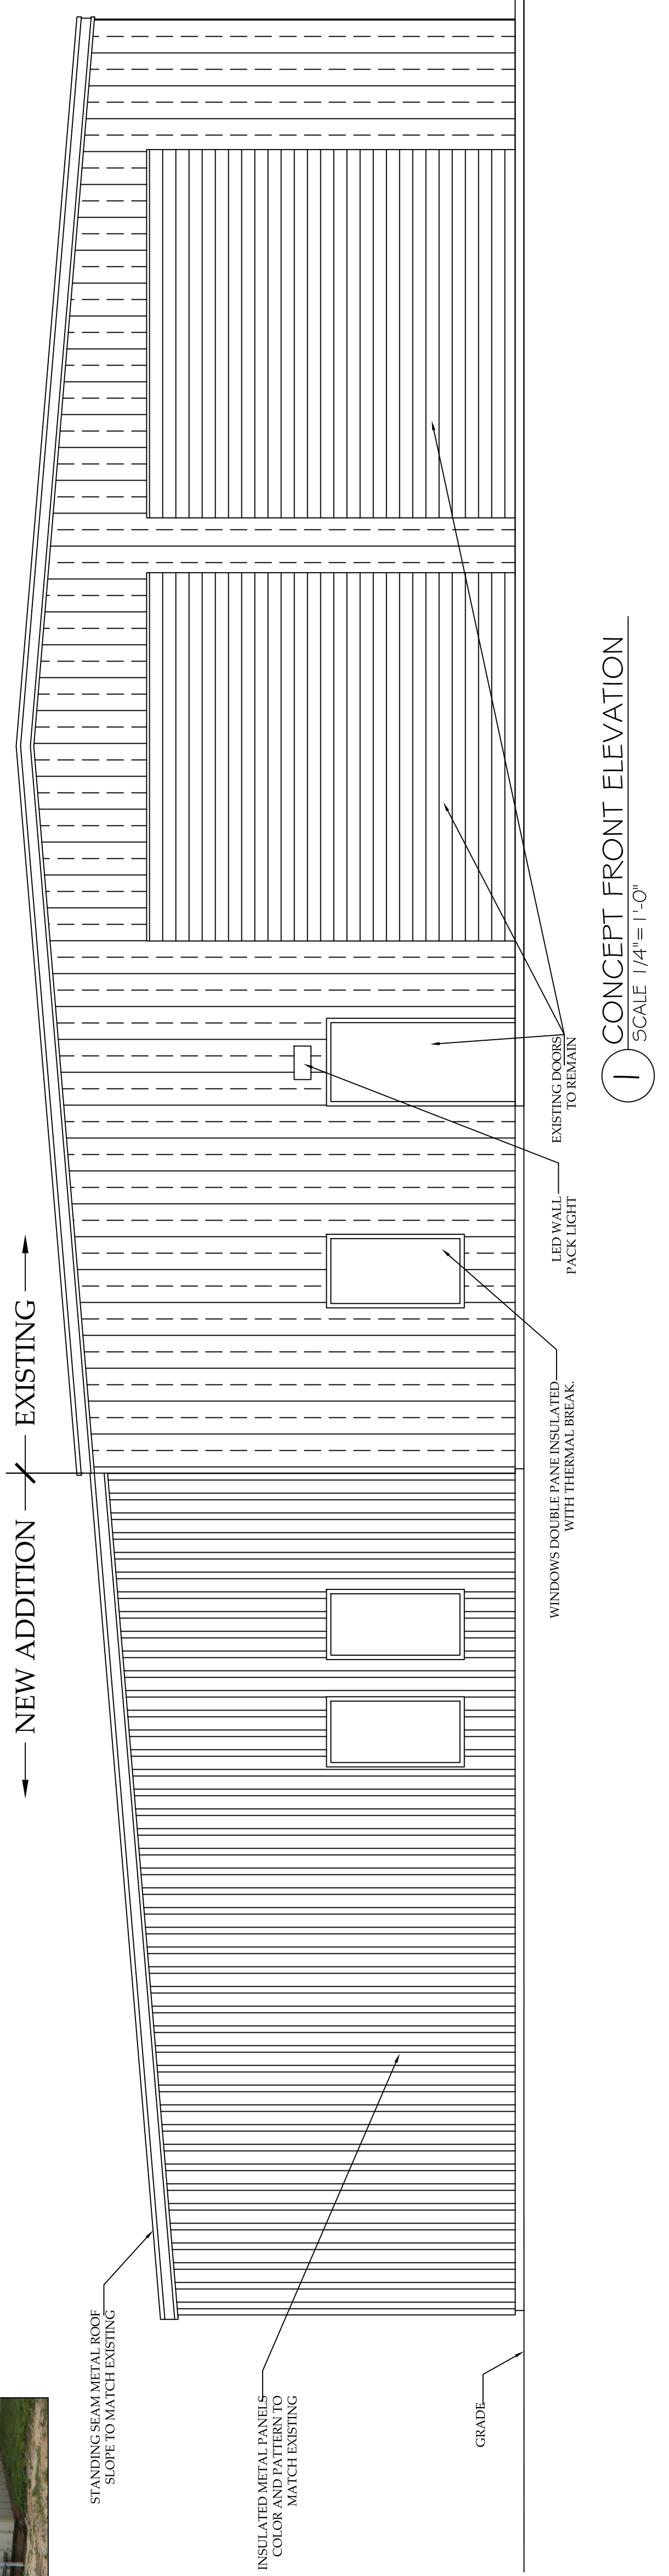 NEW ADDITION
EXISTING
STANDING SEAM METAL ROOF
SLOPE TO MATCH EXISTING
INSULATED METAL PANELS
COLOR AND PATTERN TO
MATCH EXISTING
GRADE
WINDOWS DOUBLE PANE INSULATED
WITH THERMAL BREAK.
LED WALL
PACK LIGHT
EXISTING DOORS
TO REMAIN
1
CONCEPT FRONT ELEVATION
SCALE 1/4"= 1'-0"